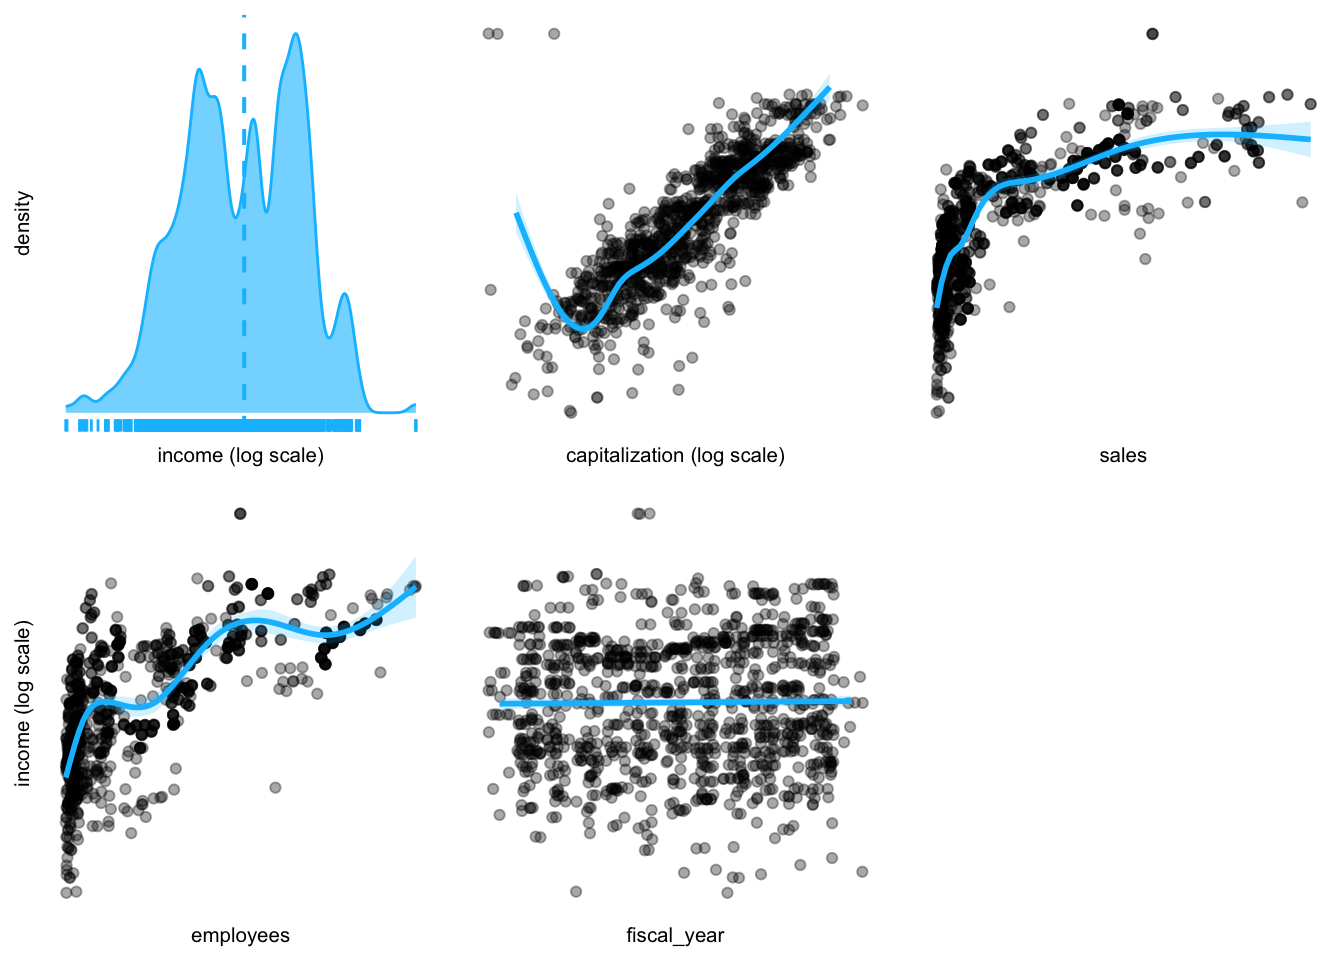 density
income (log scale)
capitalization (log scale)
sales
income (log scale)
employees
fiscal_year